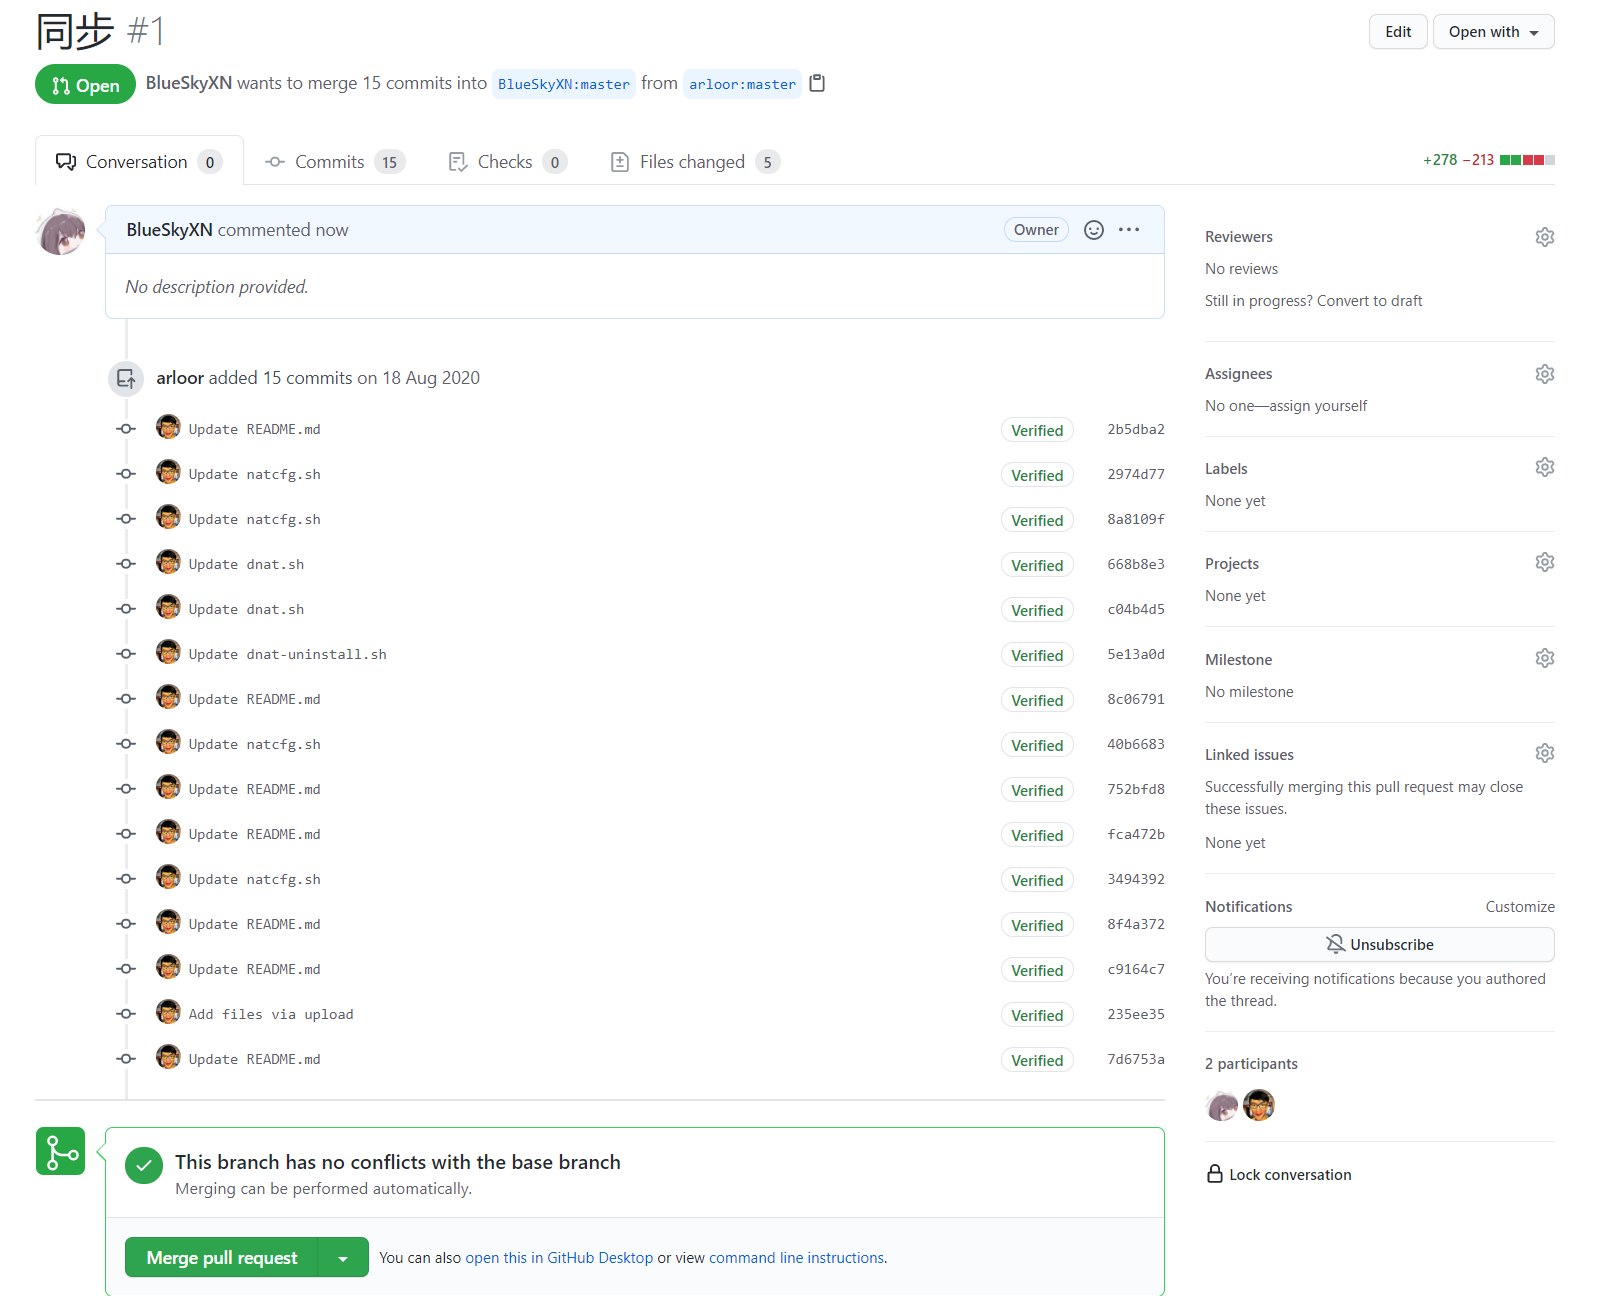 同步 #1
Edit
Open with
Open
BlueSkyXN wants to merge 15 commits into BlueSkyXN:master from arloor:master
Conversation 0
Commits 15
Checks 0
Files changed 5
+278 −213
BlueSkyXN commented now
Owner
No description provided.
arloor added 15 commits on 18 Aug 2020
Update README.md Verified 2b5dba2
Update natcfg.sh Verified 2974d77
Update natcfg.sh Verified 8a8109f
Update dnat.sh Verified 668b8e3
Update dnat.sh Verified c04b4d5
Update dnat-uninstall.sh Verified 5e13a0d
Update README.md Verified 8c06791
Update natcfg.sh Verified 40b6683
Update README.md Verified 752bfd8
Update README.md Verified fca472b
Update natcfg.sh Verified 3494392
Update README.md Verified 8f4a372
Update README.md Verified c9164c7
Add files via upload Verified 235ee35
Update README.md Verified 7d6753a
This branch has no conflicts with the base branch
Merging can be performed automatically.
Merge pull request
You can also open this in GitHub Desktop or view command line instructions.
Reviewers
No reviews
Still in progress? Convert to draft
Assignees
No one—assign yourself
Labels
None yet
Projects
None yet
Milestone
No milestone
Linked issues
Successfully merging this pull request may close
these issues.
None yet
Notifications
Customize
Unsubscribe
You’re receiving notifications because you authored
the thread.
2 participants
Lock conversation